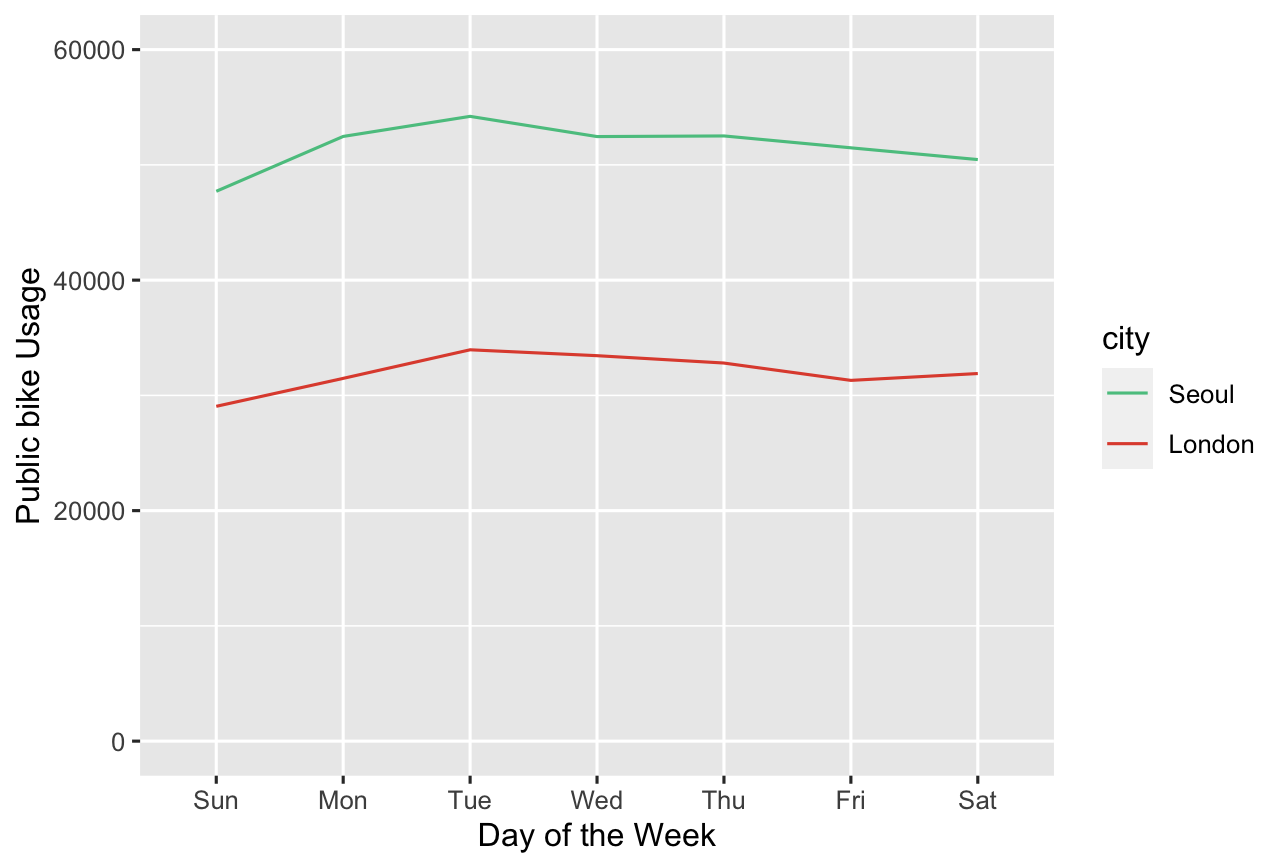 60000
40000
20000
0
Public bike Usage
Sun Mon Tue Wed Thu Fri Sat
Day of the Week
city
Seoul
London